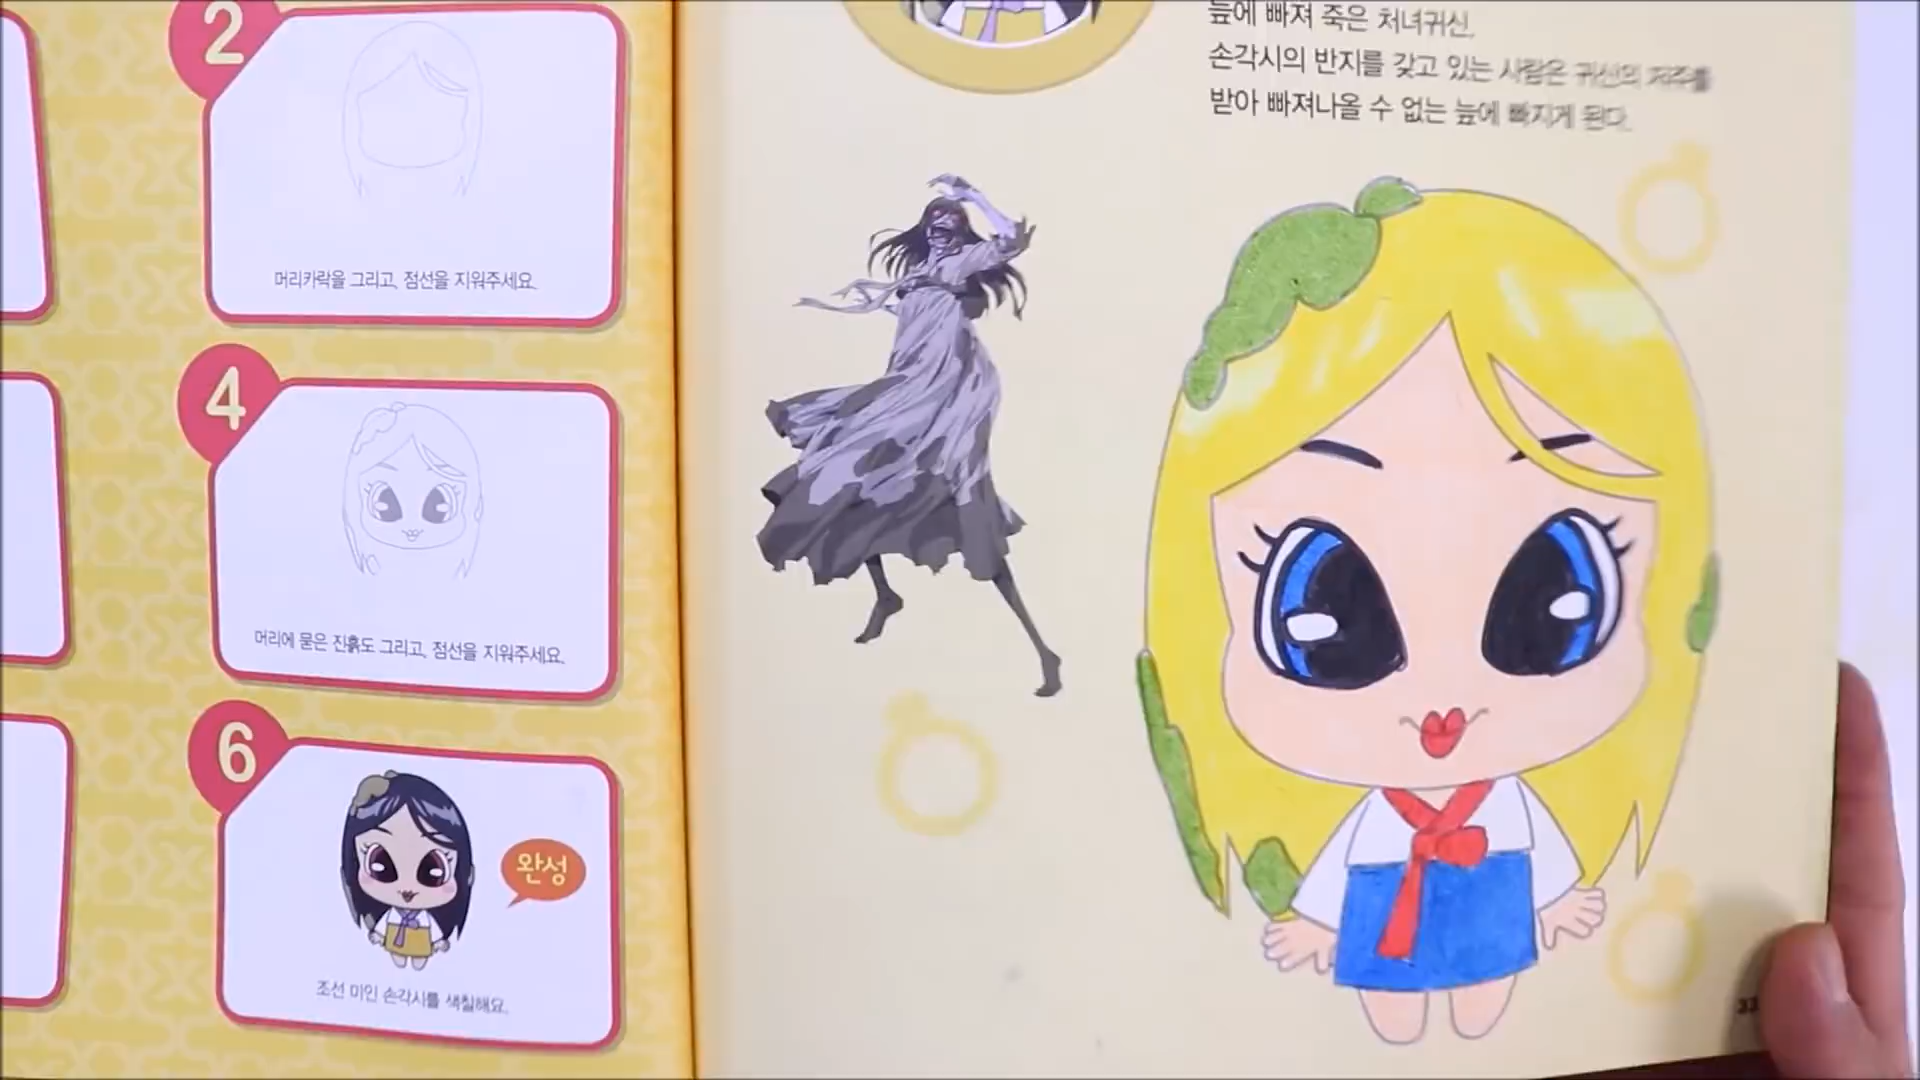 2
머리카락을 그리고, 점선을 지워주세요.
4
머리에 묻은 진흙도 그리고, 점선을 지워주세요.
6
완성
조선 미인 손각시를 색칠해요.
늪에 빠져 죽은 처녀귀신.
손각시의 반지를 갖고 있는 사람은 귀신의 저주를
받아 빠져나올 수 없는 늪에 빠지게 된다.
33